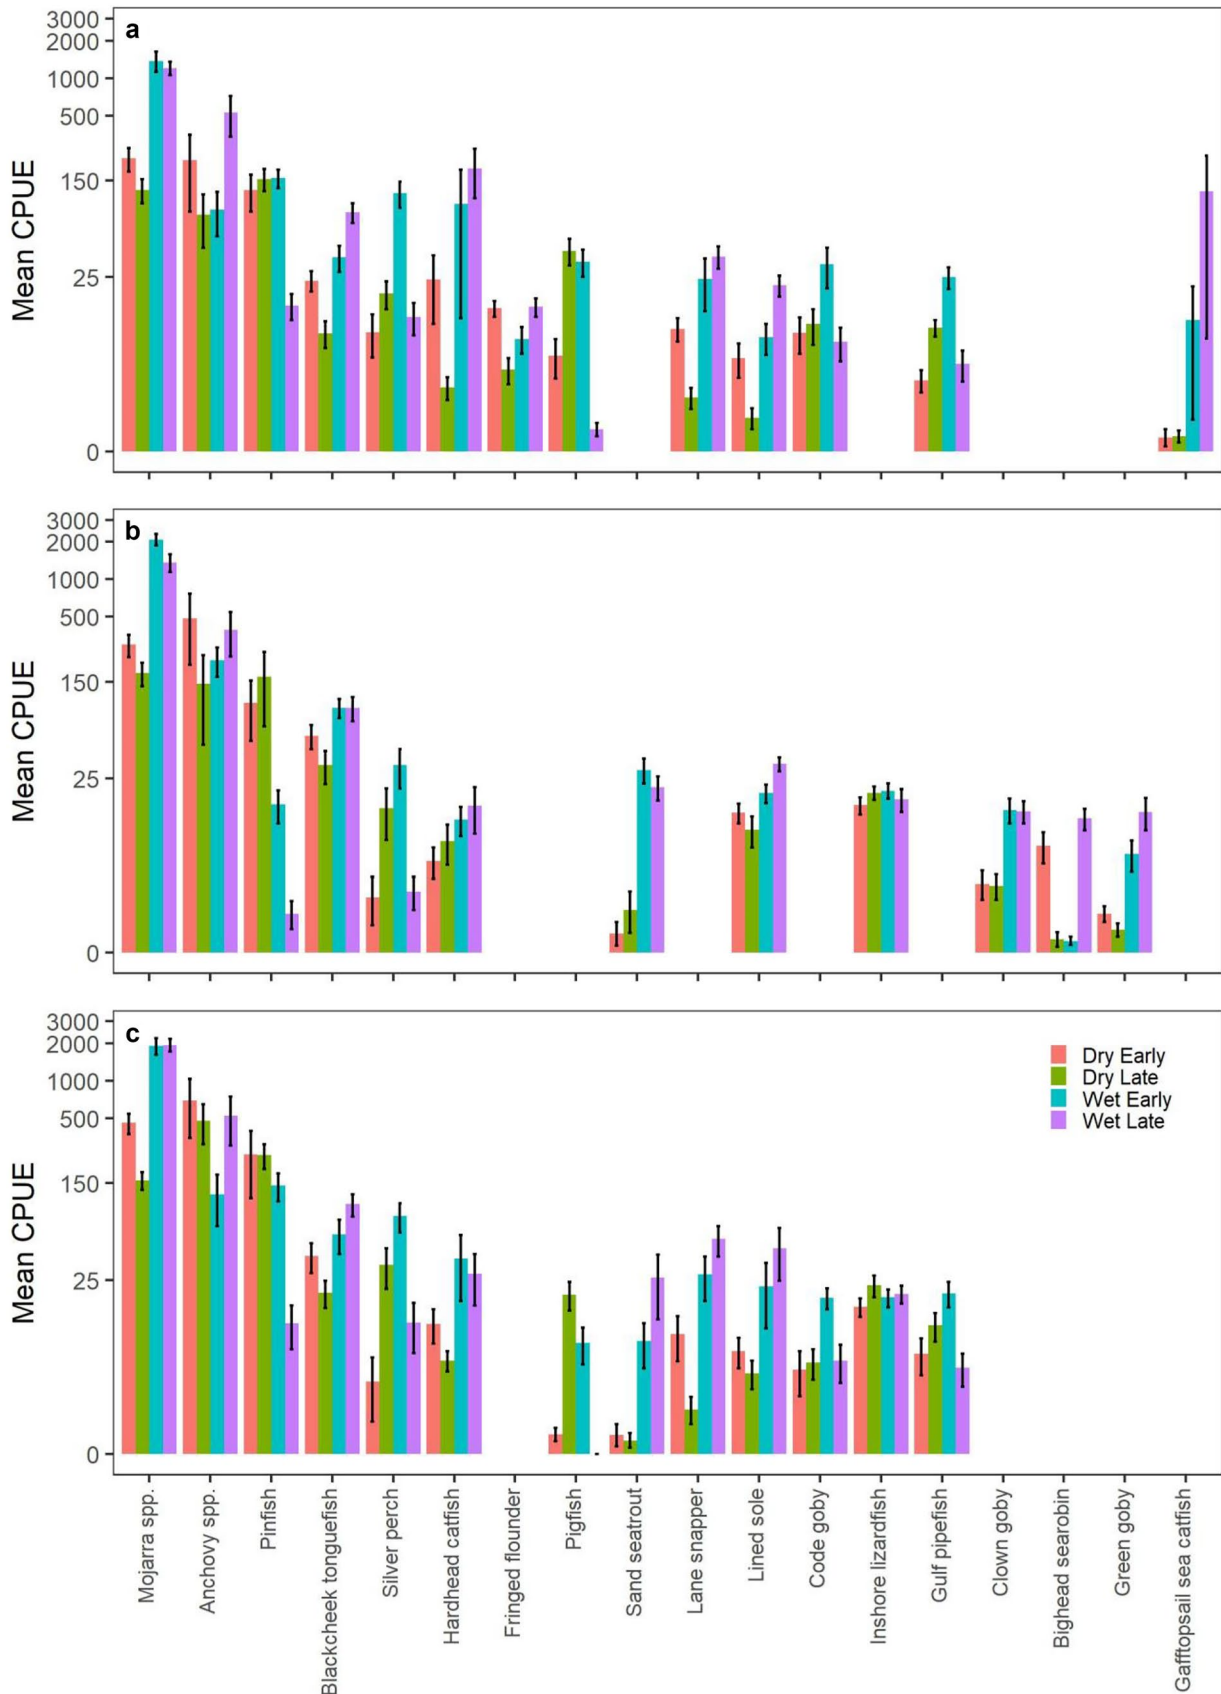 a
3000
2000
1000
500
150
25
0
Mean CPUE
b
3000
2000
1000
500
150
25
0
Mean CPUE
c
3000
2000
1000
500
150
25
0
Mean CPUE
Dry Early
Dry Late
Wet Early
Wet Late
Mojarra spp.
Anchovy spp.
Pinfish
Blackcheek tonguefish
Silver perch
Hardhead catfish
Fringed flounder
Pigfish
Sand seatrout
Lane snapper
Lined sole
Code goby
Inshore lizardfish
Gulf pipefish
Clown goby
Bighead searobin
Green goby
Gafftopsail sea catfish